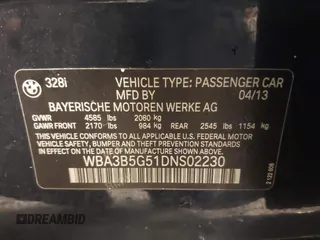 328i VEHICLE TYPE: PASSENGER CAR
MFD BY 04/13
BAYERISCHE MOTOREN WERKE AG
GVWR 4585 lbs 2080 kg
GAWR FRONT 2170 lbs 984 kg REAR 2545 lbs 1154 kg
THIS VEHICLE CONFORMS TO ALL APPLICABLE U.S. FEDERAL MOTOR VEHICLE SAFETY,
BUMPER, AND THEFT PREVENTION STANDARDS IN EFFECT ON THE DATE OF MANUFACTURE SHOWN ABOVE.
WBA3B5G51DNS02230
DREAMBID